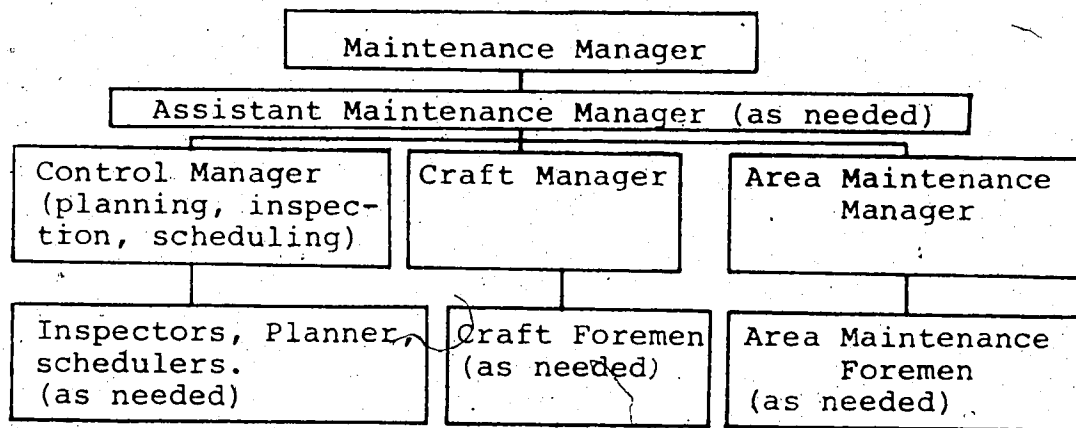 Maintenance Manager
Assistant Maintenance Manager (as needed)
Control Manager
(planning, inspec-
tion, scheduling)
Craft Manager
Area Maintenance
Manager
Inspectors, Planner,
schedulers.
(as needed)
Craft Foremen
(as needed)
Area Maintenance
Foremen
(as needed)